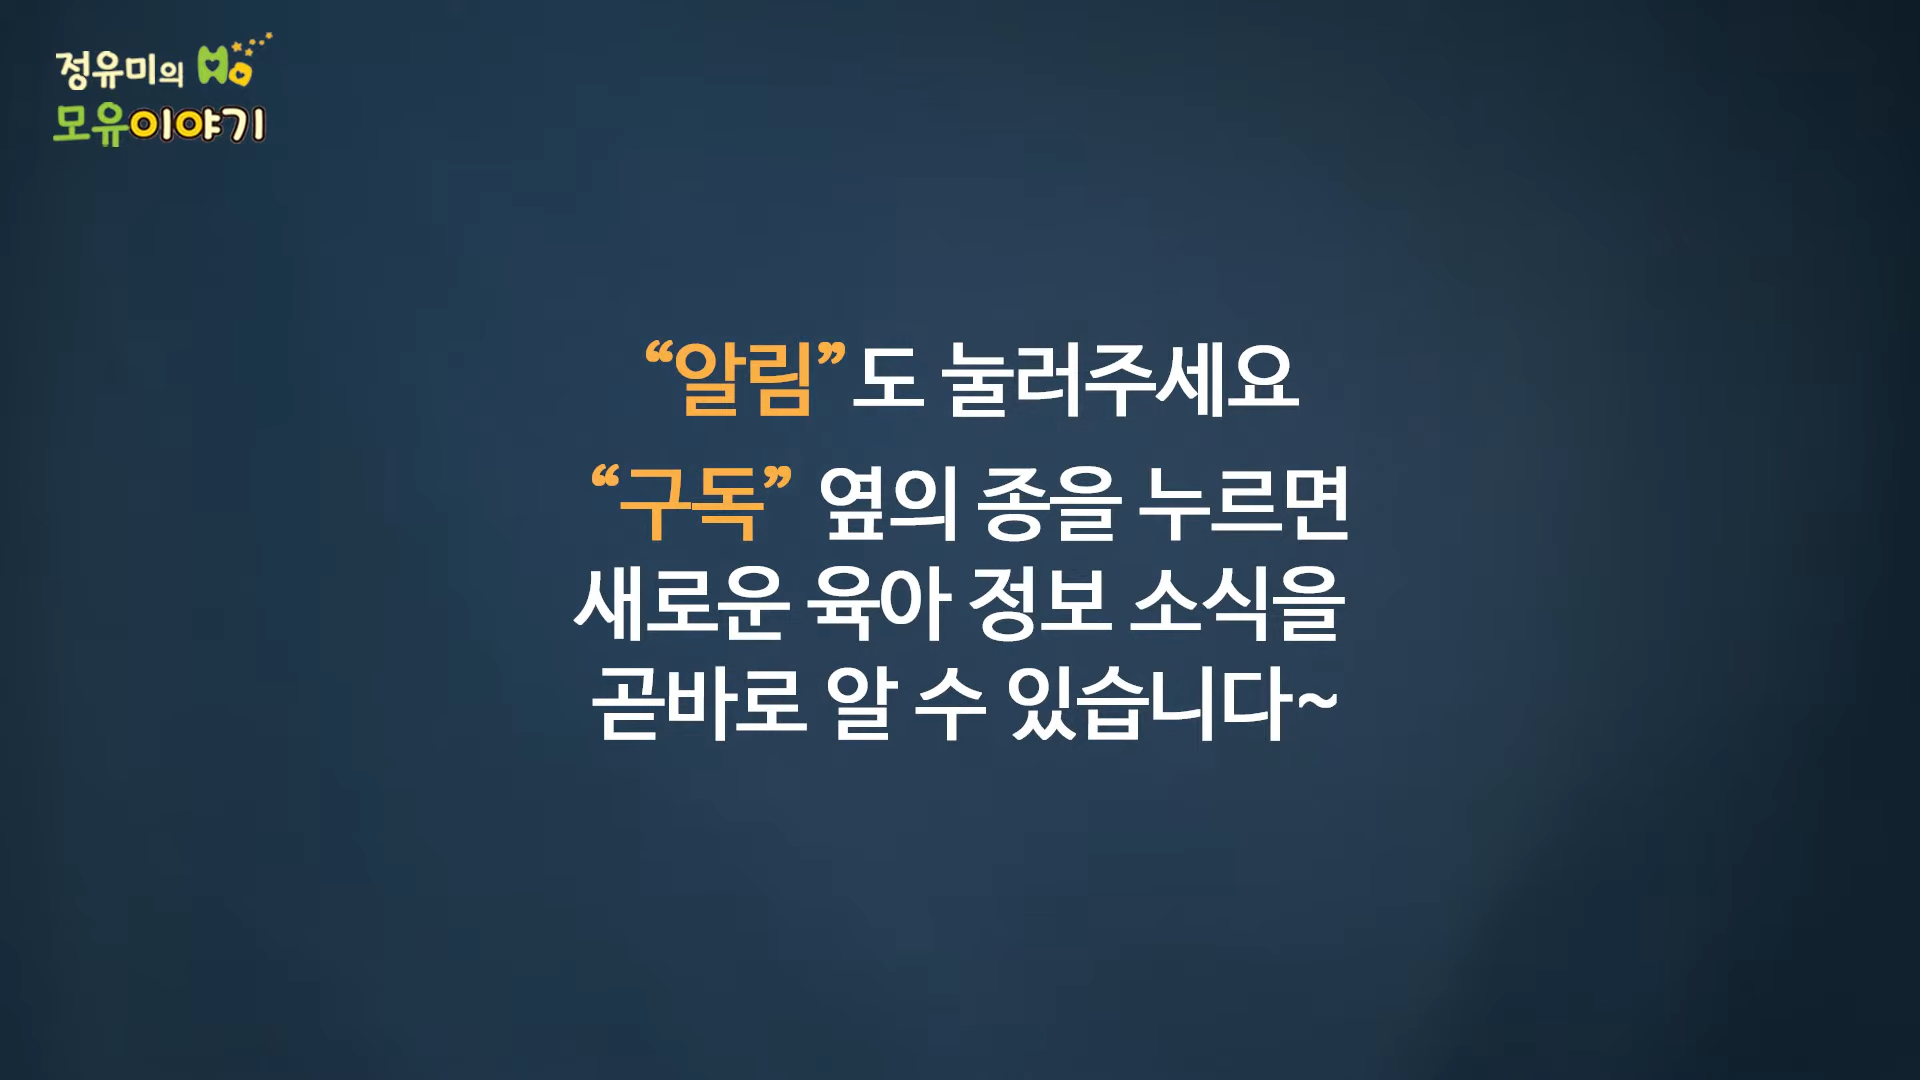 정유미의 Mo
모유이야기
“알림”도 눌러주세요
“구독” 옆의 종을 누르면
새로운 육아 정보 소식을
곧바로 알 수 있습니다~